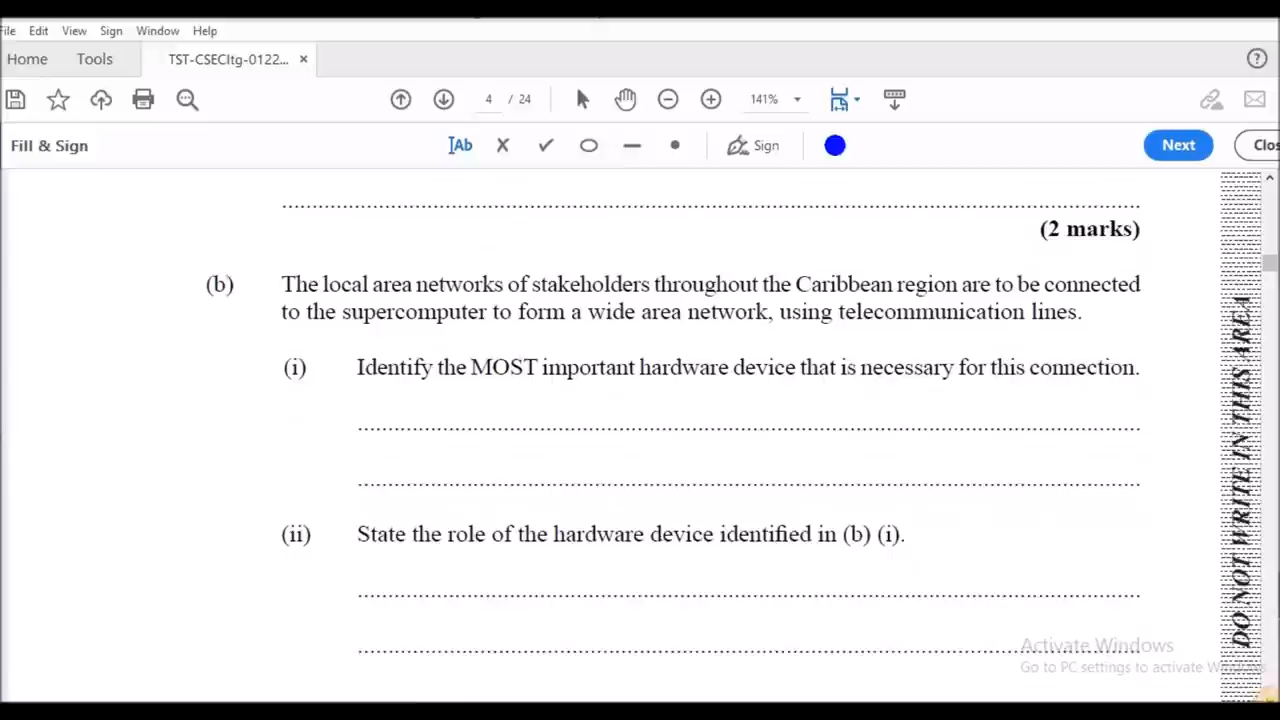 File Edit View Sign Window Help
Home Tools TST-CSECItg-0122... ×
4 / 24 141%
Fill & Sign Ab Sign Next Clos
(2 marks)
(b) The local area networks of stakeholders throughout the Caribbean region are to be connected
to the supercomputer to form a wide area network, using telecommunication lines.
(i) Identify the MOST important hardware device that is necessary for this connection.
(ii) State the role of the hardware device identified in (b) (i).
DO NOT WRITE IN THIS AREA
Activate Windows
Go to PC settings to activate Windows.